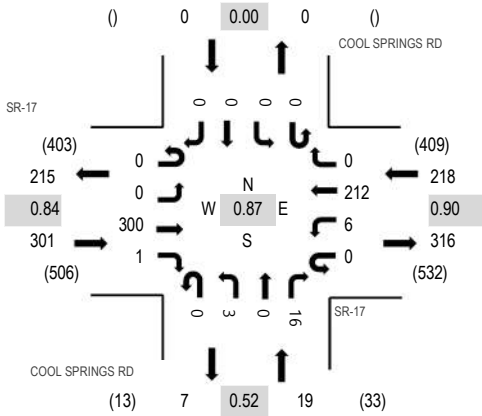 () 0 0.00 0 ()
COOL SPRINGS RD
SR-17
0 0 0 0
(403) (409)
0 0
215 218
0 212
0.84 W N 0.87 E S 0.90
300 6
301 316
1 0
(506) (532)
0 3 0 16
SR-17
COOL SPRINGS RD
(13) 7 0.52 19 (33)